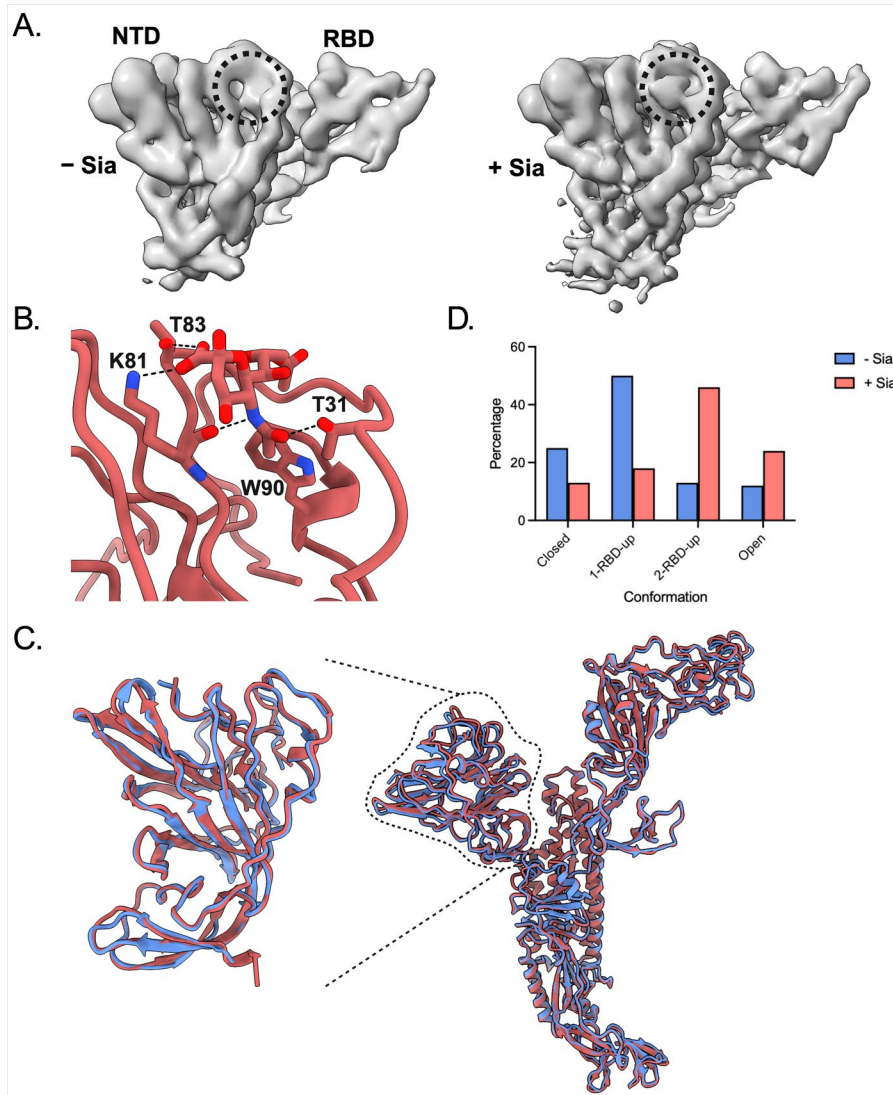 A.
NTD
RBD
– Sia
+ Sia
B.
T83
K81
T31
W90
D.
60
40
20
0
Percentage
Closed
1-RBD-up
2-RBD-up
Open
Conformation
- Sia
+ Sia
C.